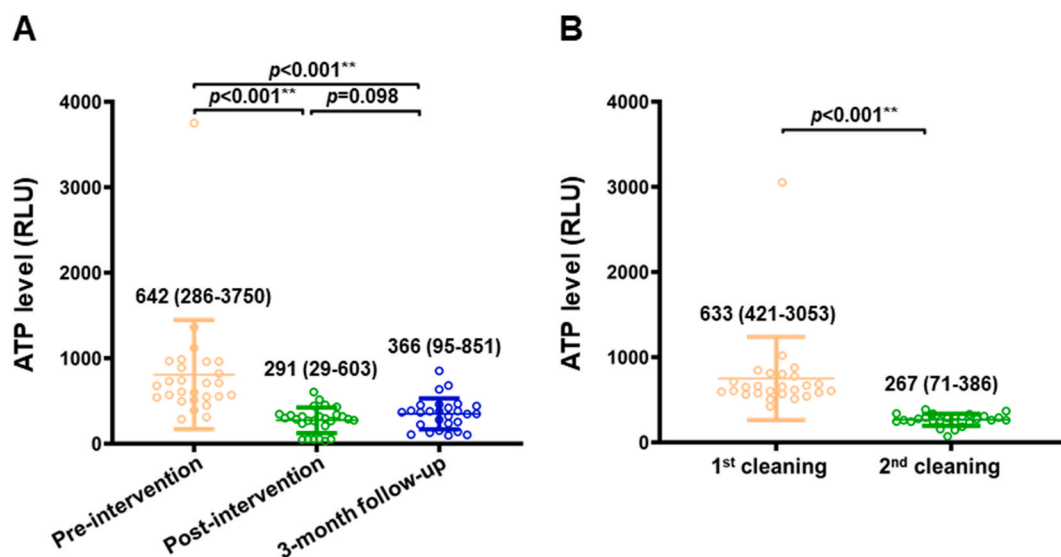 A
p<0.001**
p<0.001** p=0.098
ATP level (RLU)
4000
3000
2000
1000
0
642 (286-3750)
291 (29-603)
366 (95-851)
Pre-intervention
Post-intervention
3-month follow-up
B
p<0.001**
ATP level (RLU)
4000
3000
2000
1000
0
633 (421-3053)
267 (71-386)
1st cleaning
2nd cleaning